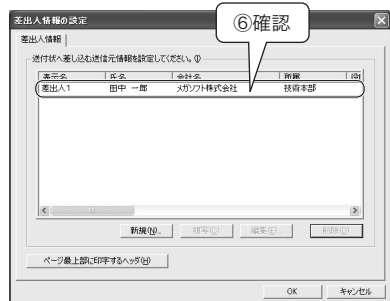 差出人情報の設定
⑥確認
差出人情報
送付状へ差し込む送信元情報を設定してください。(I)
表示名 氏名 会社名 所属
差出人1 田中 一郎 メガソフト株式会社 技術本部
新規(N)... 複写(C) 編集(E)... 削除(D)
ページ最上部に印字するヘッダ(H)
OK キャンセル